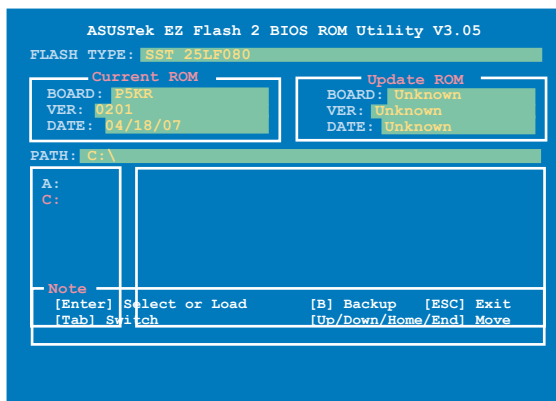 ASUSTek EZ Flash 2 BIOS ROM Utility V3.05
FLASH TYPE: SST 25LF080
Current ROM
BOARD: P5KR
VER: 0201
DATE: 04/18/07
Update ROM
BOARD: Unknown
VER: Unknown
DATE: Unknown
PATH: C:\
A:
C:
Note
[Enter] Select or Load [B] Backup [ESC] Exit
[Tab] Switch [Up/Down/Home/End] Move